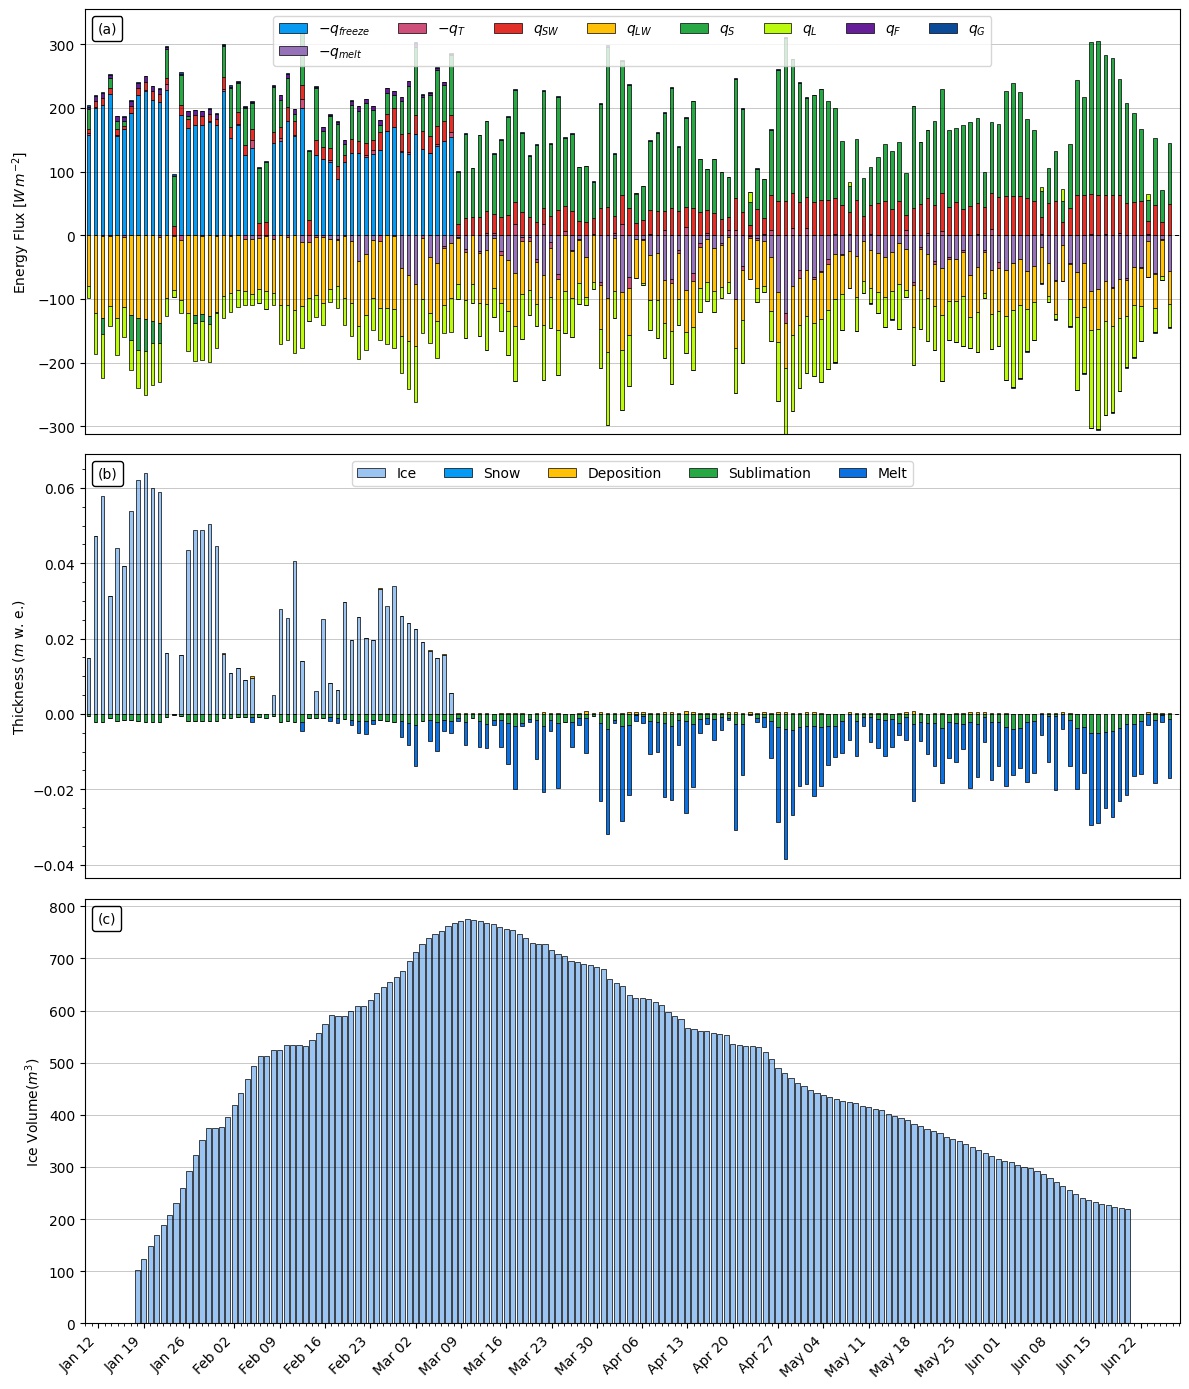 (a)
−q_freeze −q_T q_SW q_LW q_S q_L q_F q_G
−q_melt
Energy Flux [W m⁻²]
300
200
100
0
−100
−200
−300
(b)
Ice Snow Deposition Sublimation Melt
Thickness (m w. e.)
0.06
0.04
0.02
0.00
−0.02
−0.04
(c)
Ice Volume(m³)
800
700
600
500
400
300
200
100
0
Jan 12 Jan 19 Jan 26 Feb 02 Feb 09 Feb 16 Feb 23 Mar 02 Mar 09 Mar 16 Mar 23 Mar 30 Apr 06 Apr 13 Apr 20 Apr 27 May 04 May 11 May 18 May 25 Jun 01 Jun 08 Jun 15 Jun 22